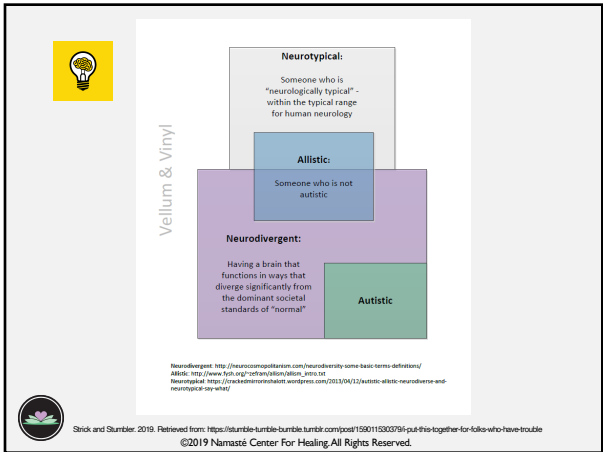 Neurotypical:
Someone who is
"neurologically typical" -
within the typical range
for human neurology
Vellum & Vinyl
Allistic:
Someone who is not
autistic
Neurodivergent:
Having a brain that
functions in ways that
diverge significantly from
the dominant societal
standards of "normal"
Autistic
Neurodivergent: http://neurocosmopolitanism.com/neurodiversity-some-basic-terms-definitions/
Allistic: http://www.fysh.org/~zefram/allism/allism_intro.txt
Neurotypical: https://crackedmirrorinshalott.wordpress.com/2013/04/12/autistic-allistic-neurodiverse-and-
neurotypical-say-what/
Strick and Stumbler. 2019. Retrieved from: https://stumble-tumble-bumble.tumblr.com/post/159011530379/i-put-this-together-for-folks-who-have-trouble
©2019 Namasté Center For Healing. All Rights Reserved.